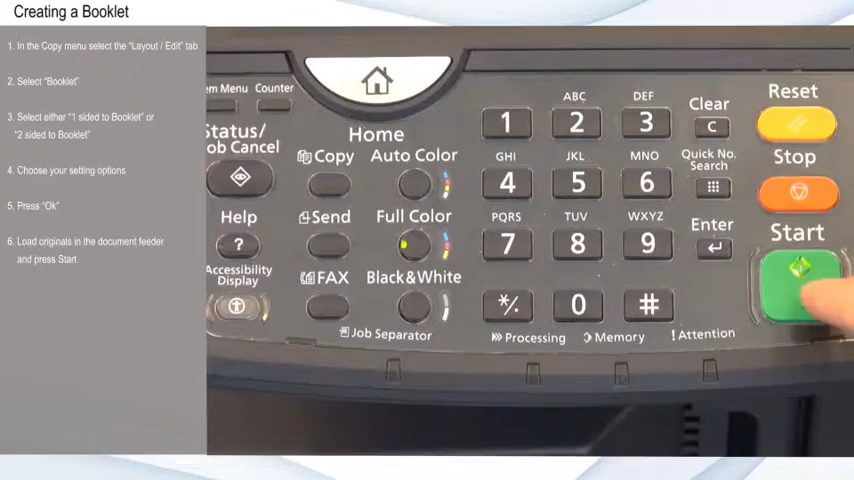 Creating a Booklet
1. In the Copy menu select the "Layout / Edit" tab
2. Select "Booklet"
3. Select either "1 sided to Booklet" or
"2 sided to Booklet"
4. Choose your setting options
5. Press "Ok"
6. Load originals in the document feeder
and press Start
em Menu
Counter
Status/
ob Cancel
Help
?
Accessibility
Display
Home
Copy
Auto Color
Send
Full Color
FAX
Black&White
Job Separator
ABC
DEF
1
2
3
GHI
JKL
MNO
4
5
6
PQRS
TUV
WXYZ
7
8
9
*/.
0
#
Processing
Memory
!Attention
Clear
C
Quick No.
Search
Enter
Reset
Stop
Start